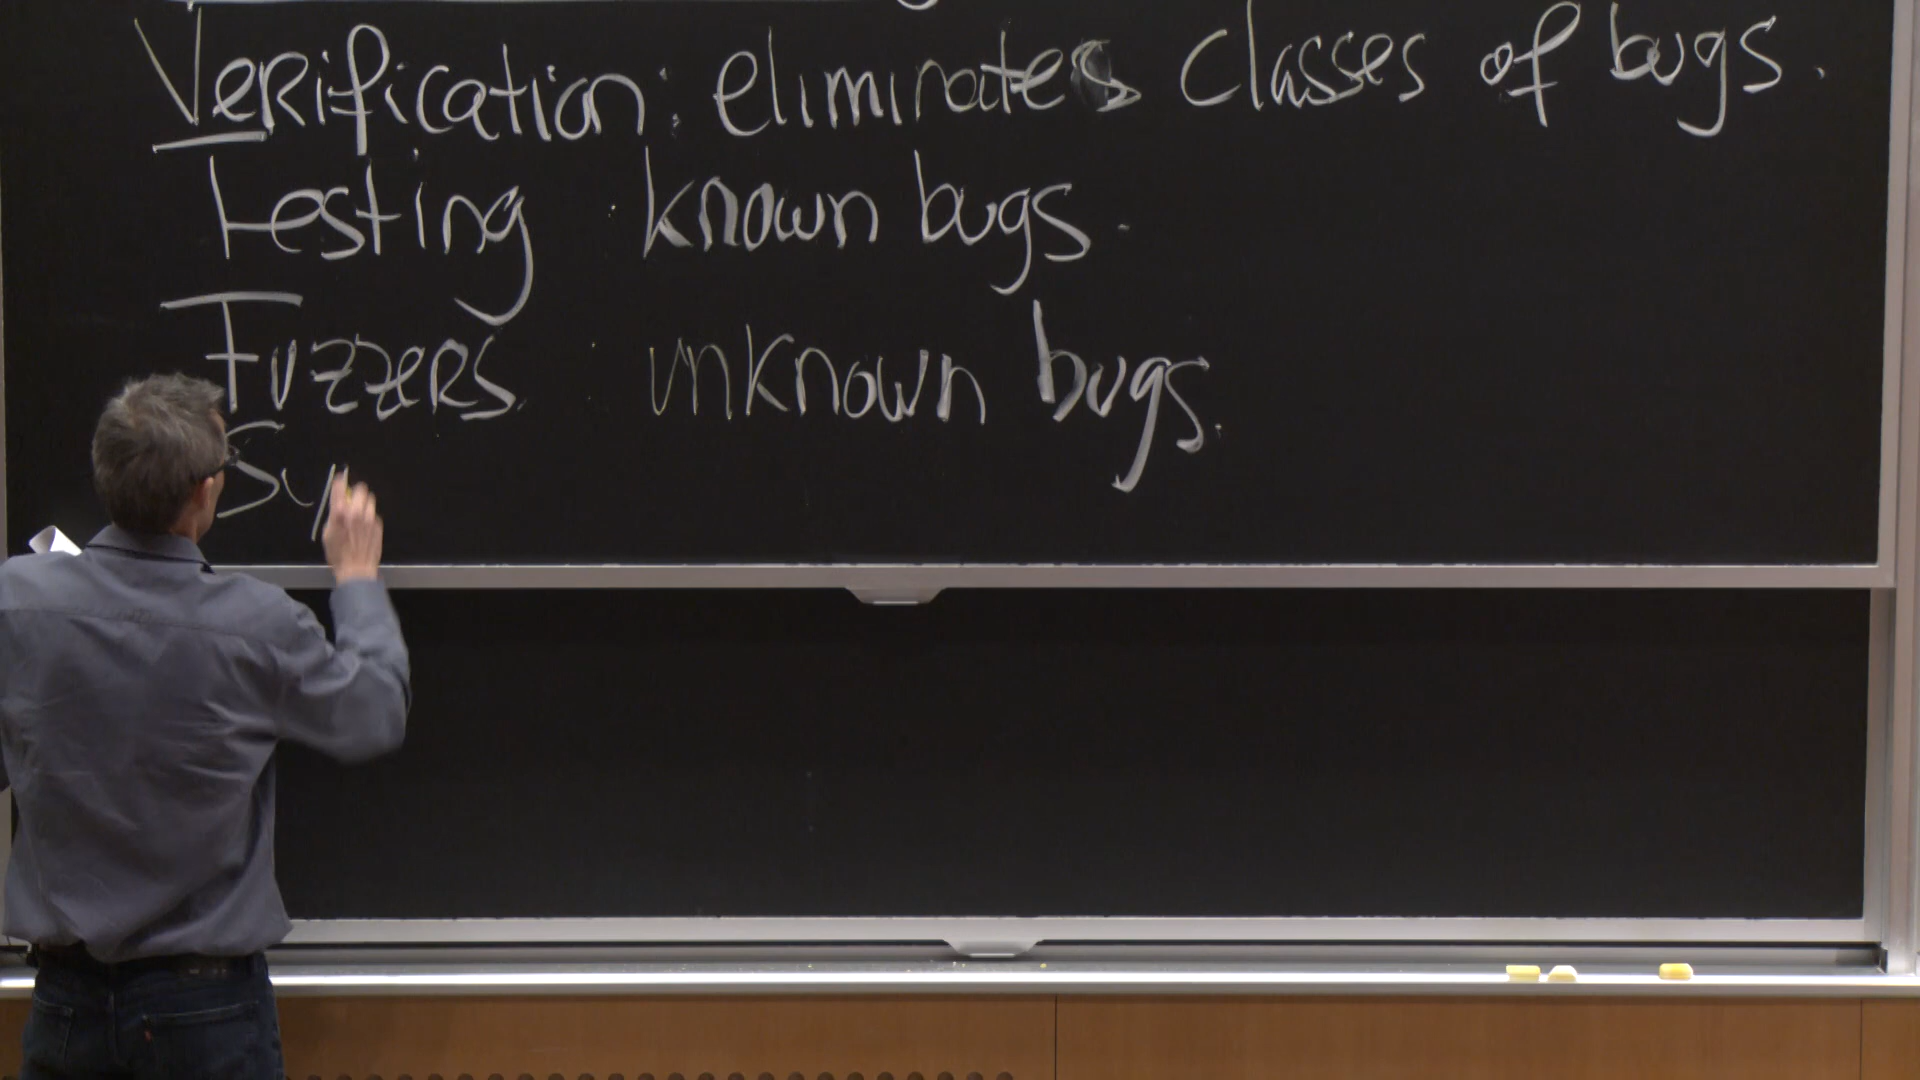 Verification: eliminates classes of bugs.
Testing : known bugs.
Fuzzers : unknown bugs.
Sy